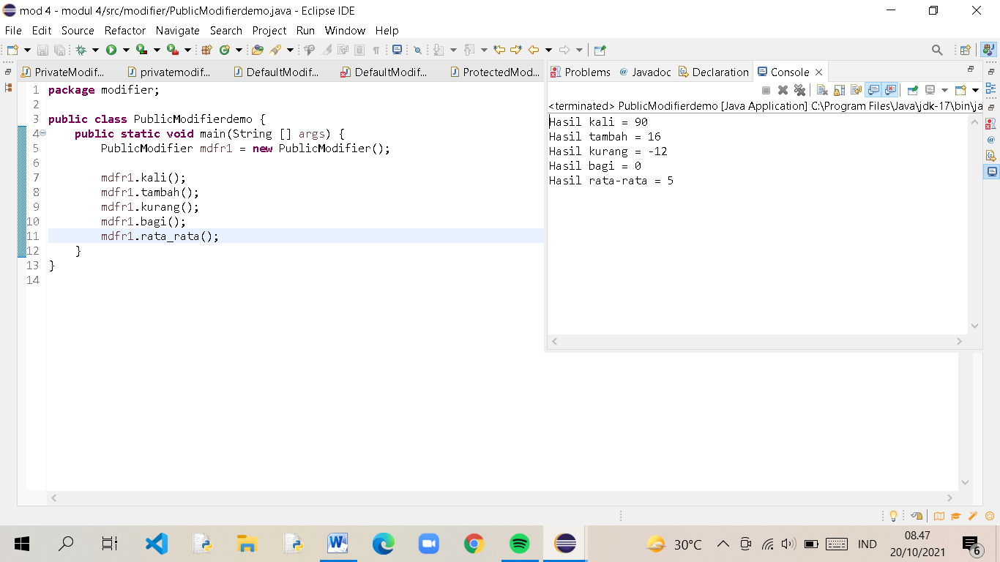 mod 4 - modul 4/src/modifier/PublicModifierdemo.java - Eclipse IDE
File Edit Source Refactor Navigate Search Project Run Window Help
PrivateModif... privatemodif... DefaultModif... DefaultModif... ProtectedMod...
1 package modifier;
2
3 public class PublicModifierdemo {
4 public static void main(String [] args) {
5 PublicModifier mdfr1 = new PublicModifier();
6
7 mdfr1.kali();
8 mdfr1.tambah();
9 mdfr1.kurang();
10 mdfr1.bagi();
11 mdfr1.rata_rata();
12 }
13 }
14
Problems @ Javadoc Declaration Console
<terminated> PublicModifierdemo [Java Application] C:\Program Files\Java\jdk-17\bin\ja
Hasil kali = 90
Hasil tambah = 16
Hasil kurang = -12
Hasil bagi = 0
Hasil rata-rata = 5
30°C IND 08.47
20/10/2021
6